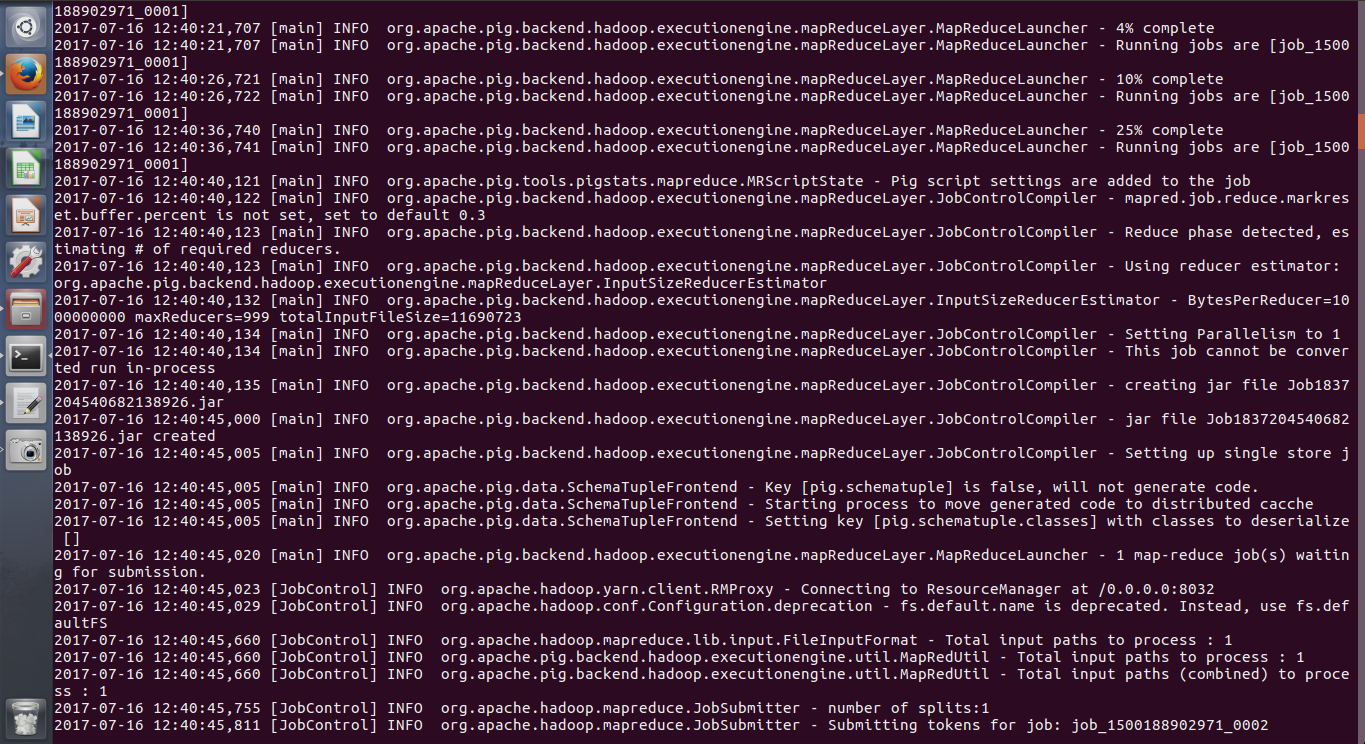 188902971_0001]
2017-07-16 12:40:21,707 [main] INFO  org.apache.pig.backend.hadoop.executionengine.mapReduceLayer.MapReduceLauncher - 4% complete
2017-07-16 12:40:21,707 [main] INFO  org.apache.pig.backend.hadoop.executionengine.mapReduceLayer.MapReduceLauncher - Running jobs are [job_1500
188902971_0001]
2017-07-16 12:40:26,721 [main] INFO  org.apache.pig.backend.hadoop.executionengine.mapReduceLayer.MapReduceLauncher - 10% complete
2017-07-16 12:40:26,722 [main] INFO  org.apache.pig.backend.hadoop.executionengine.mapReduceLayer.MapReduceLauncher - Running jobs are [job_1500
188902971_0001]
2017-07-16 12:40:36,740 [main] INFO  org.apache.pig.backend.hadoop.executionengine.mapReduceLayer.MapReduceLauncher - 25% complete
2017-07-16 12:40:36,741 [main] INFO  org.apache.pig.backend.hadoop.executionengine.mapReduceLayer.MapReduceLauncher - Running jobs are [job_1500
188902971_0001]
2017-07-16 12:40:40,121 [main] INFO  org.apache.pig.tools.pigstats.mapreduce.MRScriptState - Pig script settings are added to the job
2017-07-16 12:40:40,122 [main] INFO  org.apache.pig.backend.hadoop.executionengine.mapReduceLayer.JobControlCompiler - mapred.job.reduce.markres
et.buffer.percent is not set, set to default 0.3
2017-07-16 12:40:40,123 [main] INFO  org.apache.pig.backend.hadoop.executionengine.mapReduceLayer.JobControlCompiler - Reduce phase detected, es
timating # of required reducers.
2017-07-16 12:40:40,123 [main] INFO  org.apache.pig.backend.hadoop.executionengine.mapReduceLayer.JobControlCompiler - Using reducer estimator:
org.apache.pig.backend.hadoop.executionengine.mapReduceLayer.InputSizeReducerEstimator
2017-07-16 12:40:40,132 [main] INFO  org.apache.pig.backend.hadoop.executionengine.mapReduceLayer.InputSizeReducerEstimator - BytesPerReducer=10
00000000 maxReducers=999 totalInputFileSize=11690723
2017-07-16 12:40:40,134 [main] INFO  org.apache.pig.backend.hadoop.executionengine.mapReduceLayer.JobControlCompiler - Setting Parallelism to 1
2017-07-16 12:40:40,134 [main] INFO  org.apache.pig.backend.hadoop.executionengine.mapReduceLayer.JobControlCompiler - This job cannot be conver
ted run in-process
2017-07-16 12:40:40,135 [main] INFO  org.apache.pig.backend.hadoop.executionengine.mapReduceLayer.JobControlCompiler - creating jar file Job1837
204540682138926.jar
2017-07-16 12:40:45,000 [main] INFO  org.apache.pig.backend.hadoop.executionengine.mapReduceLayer.JobControlCompiler - jar file Job1837204540682
138926.jar created
2017-07-16 12:40:45,005 [main] INFO  org.apache.pig.backend.hadoop.executionengine.mapReduceLayer.JobControlCompiler - Setting up single store j
ob
2017-07-16 12:40:45,005 [main] INFO  org.apache.pig.data.SchemaTupleFrontend - Key [pig.schematuple] is false, will not generate code.
2017-07-16 12:40:45,005 [main] INFO  org.apache.pig.data.SchemaTupleFrontend - Starting process to move generated code to distributed cacche
2017-07-16 12:40:45,005 [main] INFO  org.apache.pig.data.SchemaTupleFrontend - Setting key [pig.schematuple.classes] with classes to deserialize
 []
2017-07-16 12:40:45,020 [main] INFO  org.apache.pig.backend.hadoop.executionengine.mapReduceLayer.MapReduceLauncher - 1 map-reduce job(s) waitin
g for submission.
2017-07-16 12:40:45,023 [JobControl] INFO  org.apache.hadoop.yarn.client.RMProxy - Connecting to ResourceManager at /0.0.0.0:8032
2017-07-16 12:40:45,029 [JobControl] INFO  org.apache.hadoop.conf.Configuration.deprecation - fs.default.name is deprecated. Instead, use fs.def
aultFS
2017-07-16 12:40:45,660 [JobControl] INFO  org.apache.hadoop.mapreduce.lib.input.FileInputFormat - Total input paths to process : 1
2017-07-16 12:40:45,660 [JobControl] INFO  org.apache.pig.backend.hadoop.executionengine.util.MapRedUtil - Total input paths to process : 1
2017-07-16 12:40:45,660 [JobControl] INFO  org.apache.pig.backend.hadoop.executionengine.util.MapRedUtil - Total input paths (combined) to proce
ss : 1
2017-07-16 12:40:45,755 [JobControl] INFO  org.apache.hadoop.mapreduce.JobSubmitter - number of splits:1
2017-07-16 12:40:45,811 [JobControl] INFO  org.apache.hadoop.mapreduce.JobSubmitter - Submitting tokens for job: job_1500188902971_0002